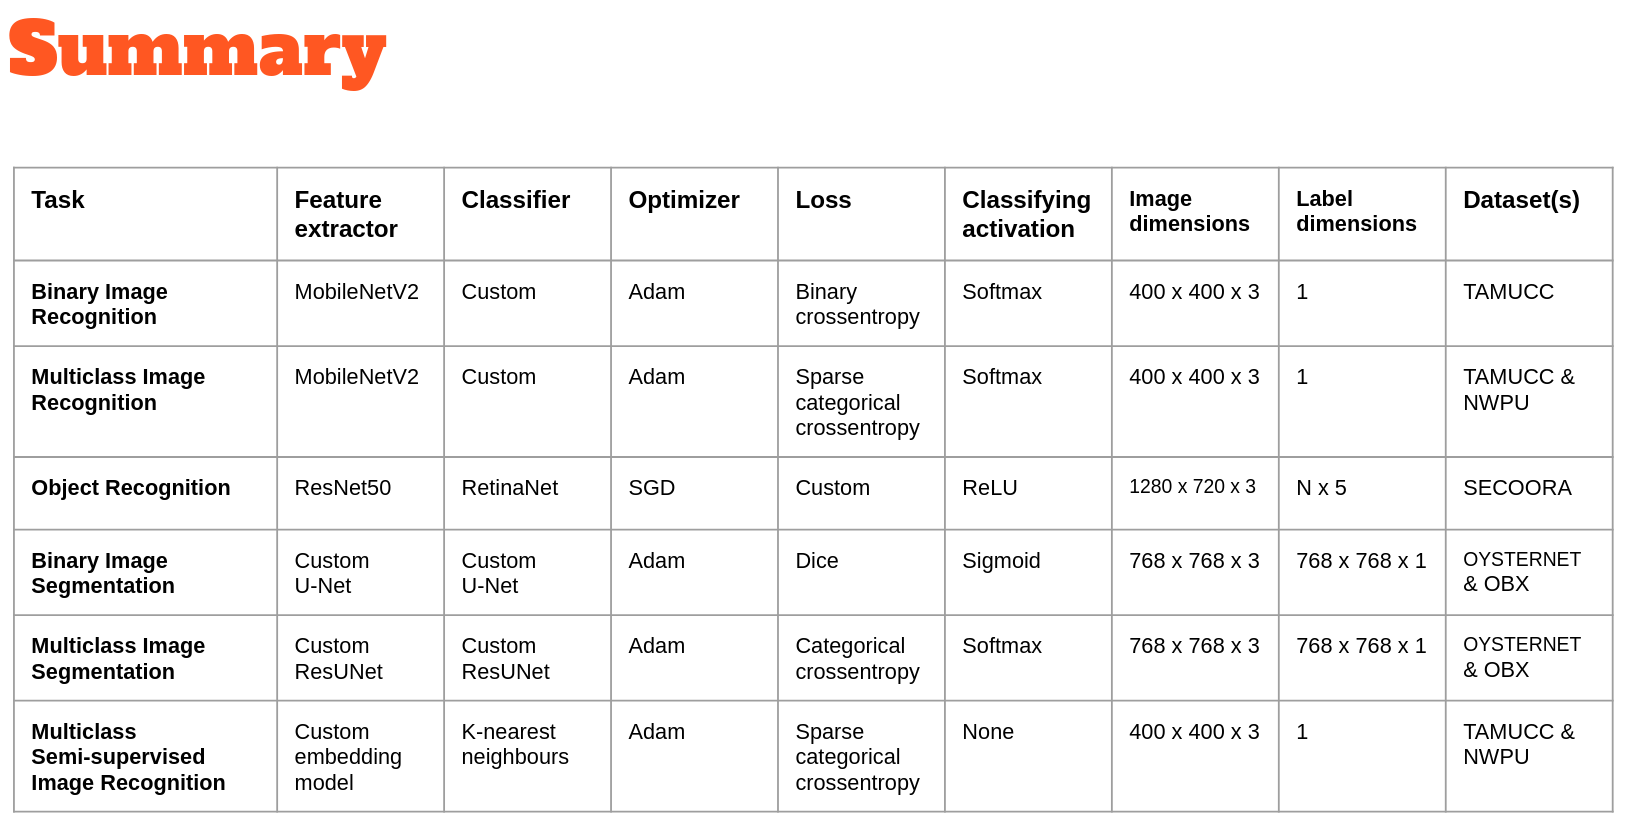 Summary
Task
Feature
extractor
Classifier
Optimizer
Loss
Classifying
activation
Image
dimensions
Label
dimensions
Dataset(s)
Binary Image
Recognition
MobileNetV2
Custom
Adam
Binary
crossentropy
Softmax
400 x 400 x 3
1
TAMUCC
Multiclass Image
Recognition
MobileNetV2
Custom
Adam
Sparse
categorical
crossentropy
Softmax
400 x 400 x 3
1
TAMUCC &
NWPU
Object Recognition
ResNet50
RetinaNet
SGD
Custom
ReLU
1280 x 720 x 3
N x 5
SECOORA
Binary Image
Segmentation
Custom
U-Net
Custom
U-Net
Adam
Dice
Sigmoid
768 x 768 x 3
768 x 768 x 1
OYSTERNET
& OBX
Multiclass Image
Segmentation
Custom
ResUNet
Custom
ResUNet
Adam
Categorical
crossentropy
Softmax
768 x 768 x 3
768 x 768 x 1
OYSTERNET
& OBX
Multiclass
Semi-supervised
Image Recognition
Custom
embedding
model
K-nearest
neighbours
Adam
Sparse
categorical
crossentropy
None
400 x 400 x 3
1
TAMUCC &
NWPU